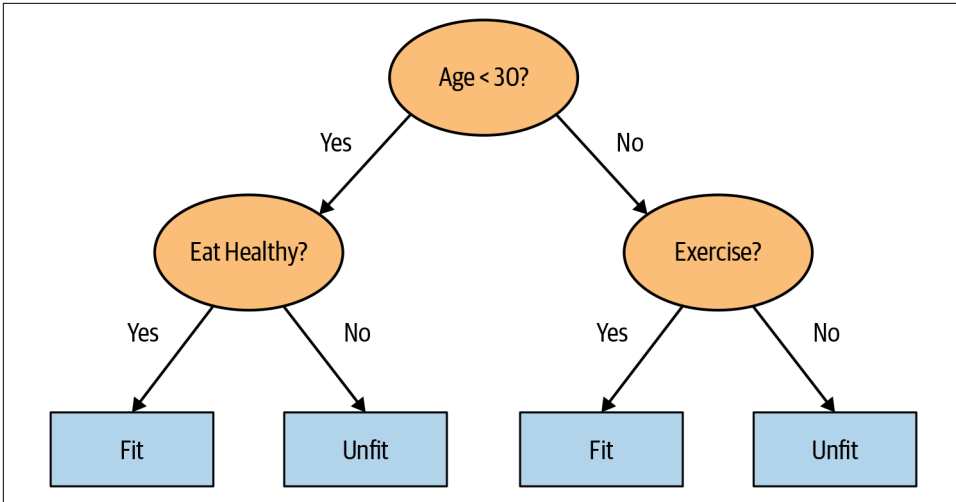 Age < 30?
Yes
No
Eat Healthy?
Exercise?
Yes
No
Yes
No
Fit
Unfit
Fit
Unfit